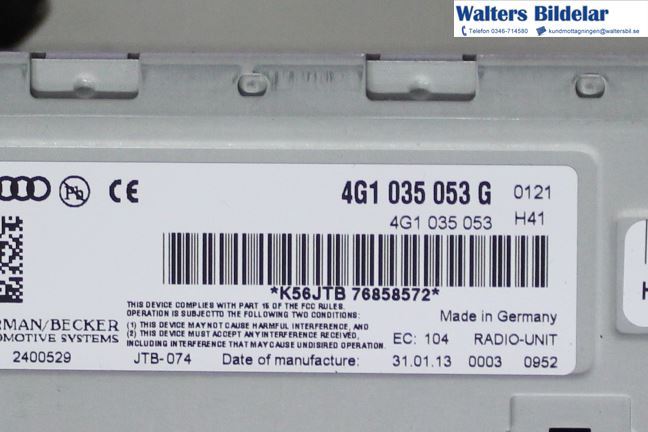 Walters Bildelar
Telefon 0346-714580 kundmottagningen@waltersbil.se
Pb CE
4G1 035 053 G 0121
4G1 035 053 H41
*K56JTB 76858572*
THIS DEVICE COMPLIES WITH PART 15 OF THE FCC RULES.
OPERATION IS SUBJECTTO THE FOLLOWING TWO CONDITIONS:
(1) THIS DEVICE MAY NOT CAUSE HARMFUL INTERFERENCE, AND
(2) THIS DEVICE MUST ACCEPT ANY INTERFERENCE RECEIVED,
INCLUDING INTERFERENCE THAT MAY CAUSE UNDISIRED OPERATION.
Made in Germany
RMAN/BECKER
OMOTIVE SYSTEMS
EC: 104 RADIO-UNIT
2400529 JTB-074 Date of manufacture: 31.01.13 0003 0952
H